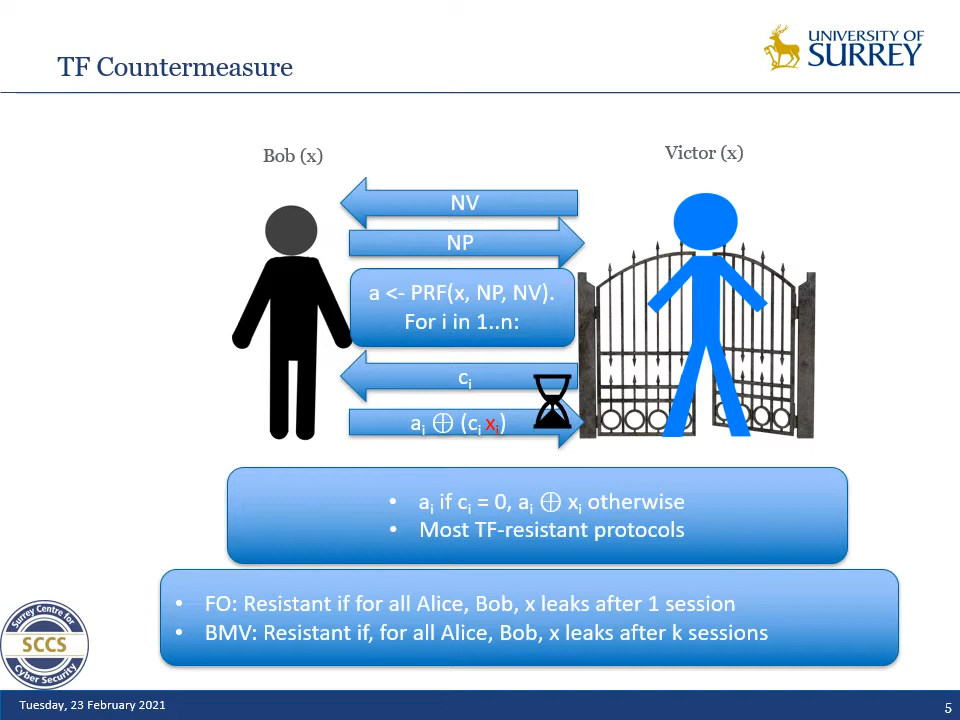 TF Countermeasure
UNIVERSITY OF
SURREY
Bob (x)
Victor (x)
NV
NP
a <- PRF(x, NP, NV).
For i in 1..n:
cᵢ
aᵢ ⊕ (cᵢ xᵢ)
• aᵢ if cᵢ = 0, aᵢ ⊕ xᵢ otherwise
• Most TF-resistant protocols
• FO: Resistant if for all Alice, Bob, x leaks after 1 session
• BMV: Resistant if, for all Alice, Bob, x leaks after k sessions
Surrey Centre for
SCCS
Cyber Security
Tuesday, 23 February 2021
5